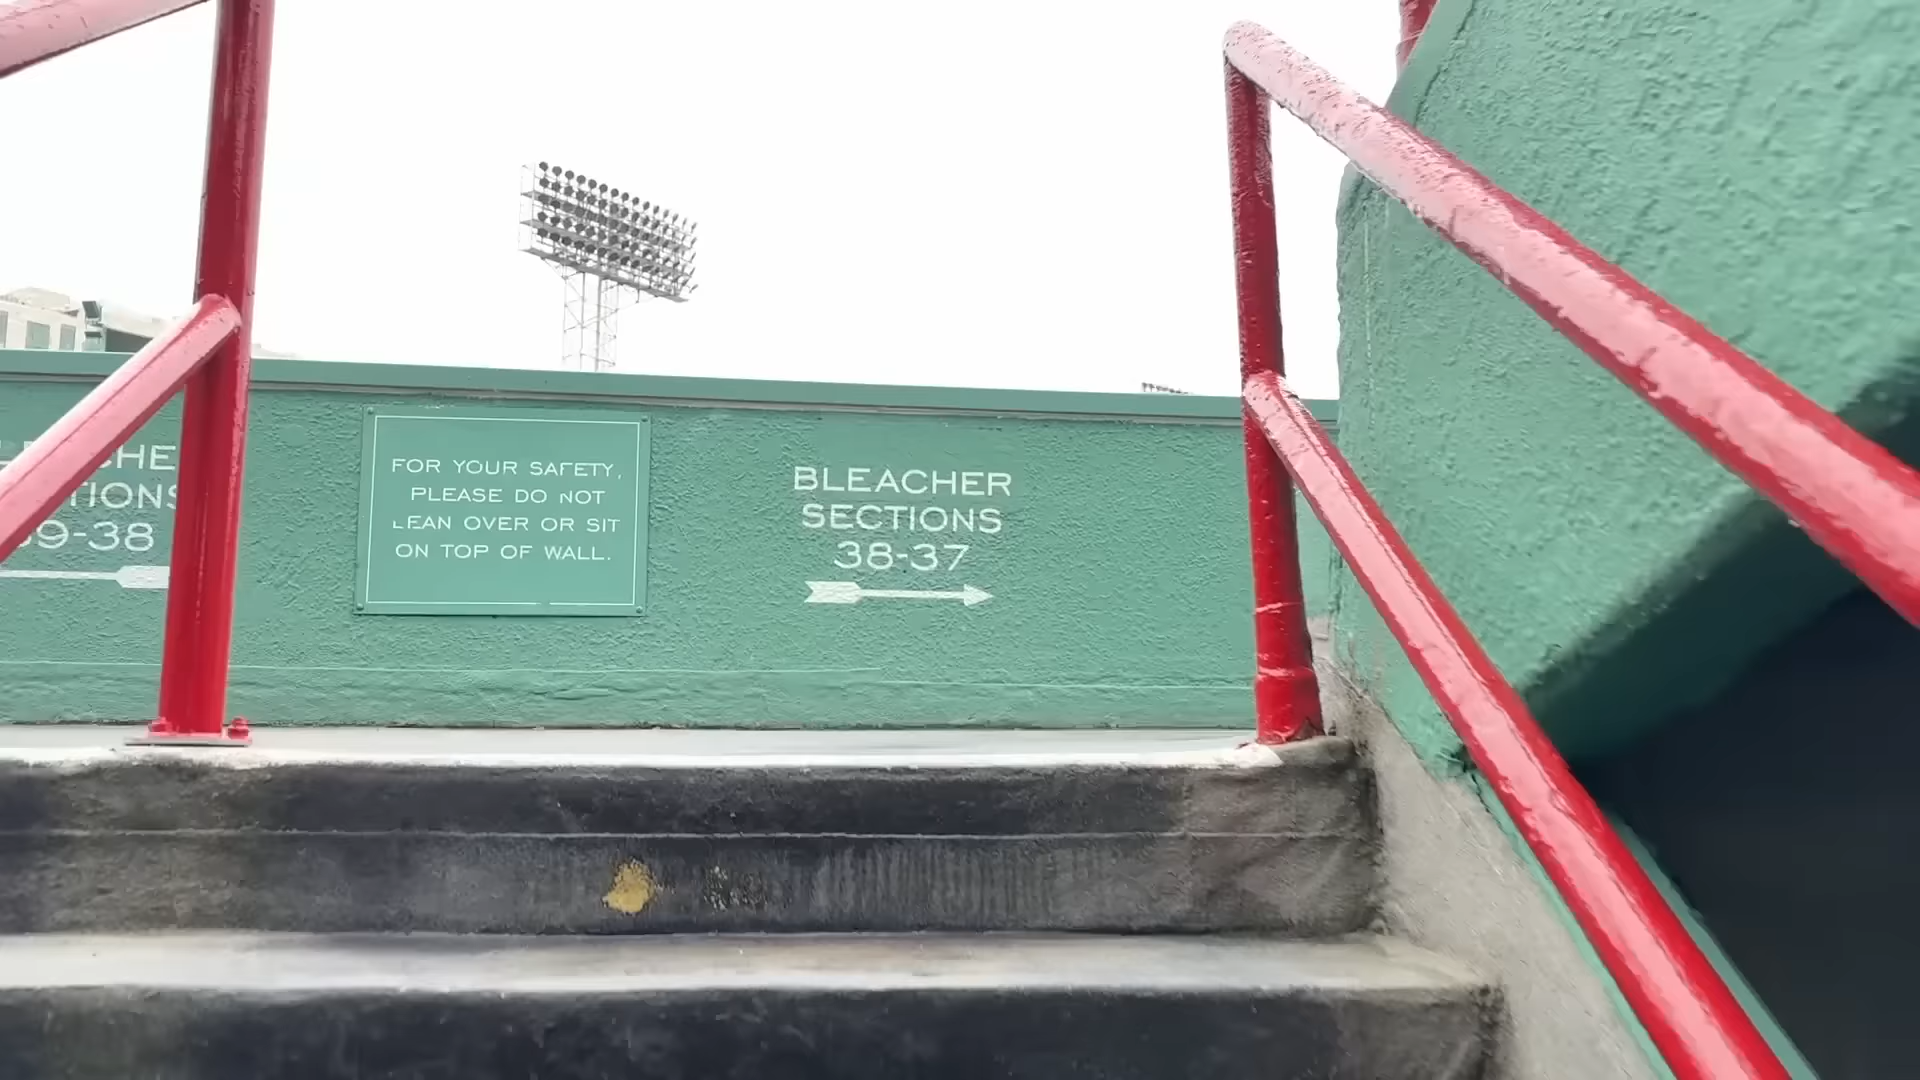 FOR YOUR SAFETY,
PLEASE DO NOT
LEAN OVER OR SIT
ON TOP OF WALL.
BLEACHER
SECTIONS
38-37